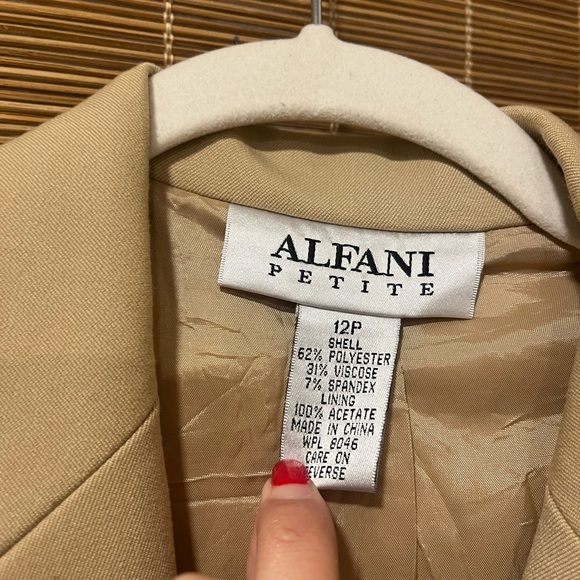 ALFANI
PETITE
12P
SHELL
62% POLYESTER
31% VISCOSE
7% SPANDEX
LINING
100% ACETATE
MADE IN CHINA
WPL 8046
CARE ON
REVERSE